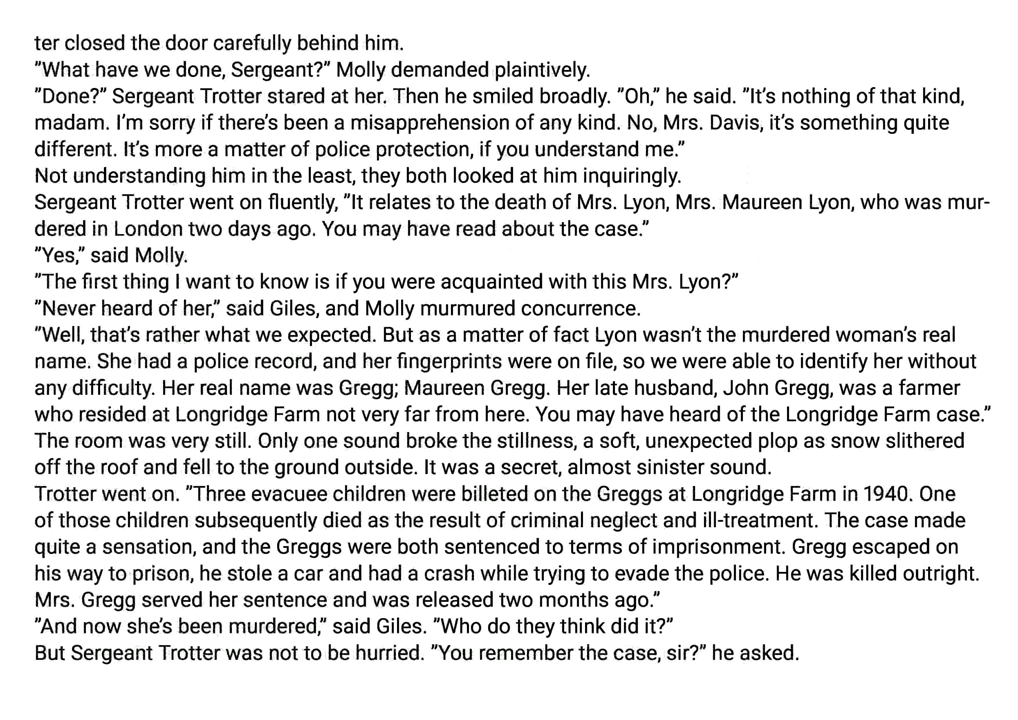 ter closed the door carefully behind him.
"What have we done, Sergeant?" Molly demanded plaintively.
"Done?" Sergeant Trotter stared at her. Then he smiled broadly. "Oh," he said. "It's nothing of that kind,
madam. I'm sorry if there's been a misapprehension of any kind. No, Mrs. Davis, it's something quite
different. It's more a matter of police protection, if you understand me."
Not understanding him in the least, they both looked at him inquiringly.
Sergeant Trotter went on fluently, "It relates to the death of Mrs. Lyon, Mrs. Maureen Lyon, who was mur-
dered in London two days ago. You may have read about the case."
"Yes," said Molly.
"The first thing I want to know is if you were acquainted with this Mrs. Lyon?"
"Never heard of her," said Giles, and Molly murmured concurrence.
"Well, that's rather what we expected. But as a matter of fact Lyon wasn't the murdered woman's real
name. She had a police record, and her fingerprints were on file, so we were able to identify her without
any difficulty. Her real name was Gregg; Maureen Gregg. Her late husband, John Gregg, was a farmer
who resided at Longridge Farm not very far from here. You may have heard of the Longridge Farm case."
The room was very still. Only one sound broke the stillness, a soft, unexpected plop as snow slithered
off the roof and fell to the ground outside. It was a secret, almost sinister sound.
Trotter went on. "Three evacuee children were billeted on the Greggs at Longridge Farm in 1940. One
of those children subsequently died as the result of criminal neglect and ill-treatment. The case made
quite a sensation, and the Greggs were both sentenced to terms of imprisonment. Gregg escaped on
his way to prison, he stole a car and had a crash while trying to evade the police. He was killed outright.
Mrs. Gregg served her sentence and was released two months ago."
"And now she's been murdered," said Giles. "Who do they think did it?"
But Sergeant Trotter was not to be hurried. "You remember the case, sir?" he asked.